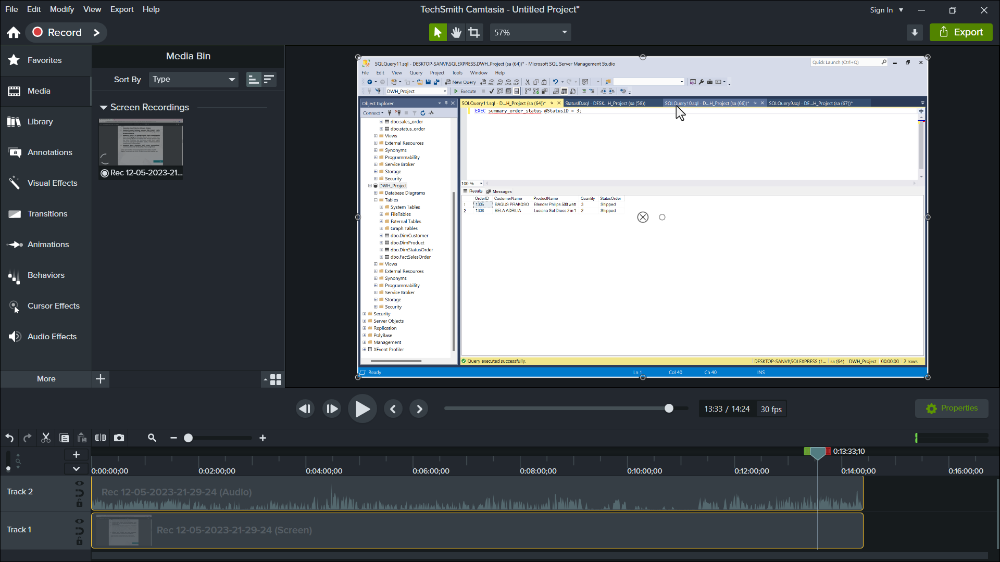 File Edit Modify View Export Help
TechSmith Camtasia - Untitled Project*
Sign In
Record
57%
Export
Favorites
Media
Library
Annotations
Visual Effects
Transitions
Animations
Behaviors
Cursor Effects
Audio Effects
More
Media Bin
Sort By Type
Screen Recordings
Rec 12-05-2023-21...
SQLQuery11.sql - DESKTOP-SANVI\SQLEXPRESS.DWH_Project (sa (64))* - Microsoft SQL Server Management Studio
Quick Launch (Ctrl+Q)
File Edit View Query Project Tools Window Help
New Query
DWH_Project
Execute
Object Explorer
Connect
dbo.sales_order
dbo.status_order
Views
External Resources
Synonyms
Programmability
Service Broker
Storage
Security
DWH_Project
Database Diagrams
Tables
System Tables
FileTables
External Tables
Graph Tables
dbo.DimCustomer
dbo.DimProduct
dbo.DimStatusOrder
dbo.FactSalesOrder
Views
External Resources
Synonyms
Programmability
Service Broker
Storage
Security
Security
Server Objects
Replication
PolyBase
Management
XEvent Profiler
SQLQuery11.sql - D...H_Project (sa (64))*
StatusID.sql - DESK...H_Project (sa (58))
SQLQuery10.sql - D...H_Project (sa (66))*
SQLQuery9.sql - DE...H_Project (sa (67))*
EXEC summary_order_status @StatusID = 3;
100 %
Results Messages
OrderID CustomerName ProductName Quantity StatusOrder
1 1305 BAGUS PRAKOSO Blender Philips 500 watt 3 Shipped
2 1308 BELA ADRILIA Luciana Set Dress 2 in 1 2 Shipped
Query executed successfully.
DESKTOP-SANVI\SQLEXPRESS (1... sa (64) DWH_Project 00:00:00 2 rows
Ready Ln 1 Col 40 Ch 40 INS
13:33 / 14:24 30 fps
Properties
0:13:33;10
0:00:00;00 0:02:00;00 0:04:00;00 0:06:00;00 0:08:00;00 0:10:00;00 0:12:00;00 0:14:00;00 0:16:00;00
Track 2
Rec 12-05-2023-21-29-24 (Audio)
Track 1
Rec 12-05-2023-21-29-24 (Screen)